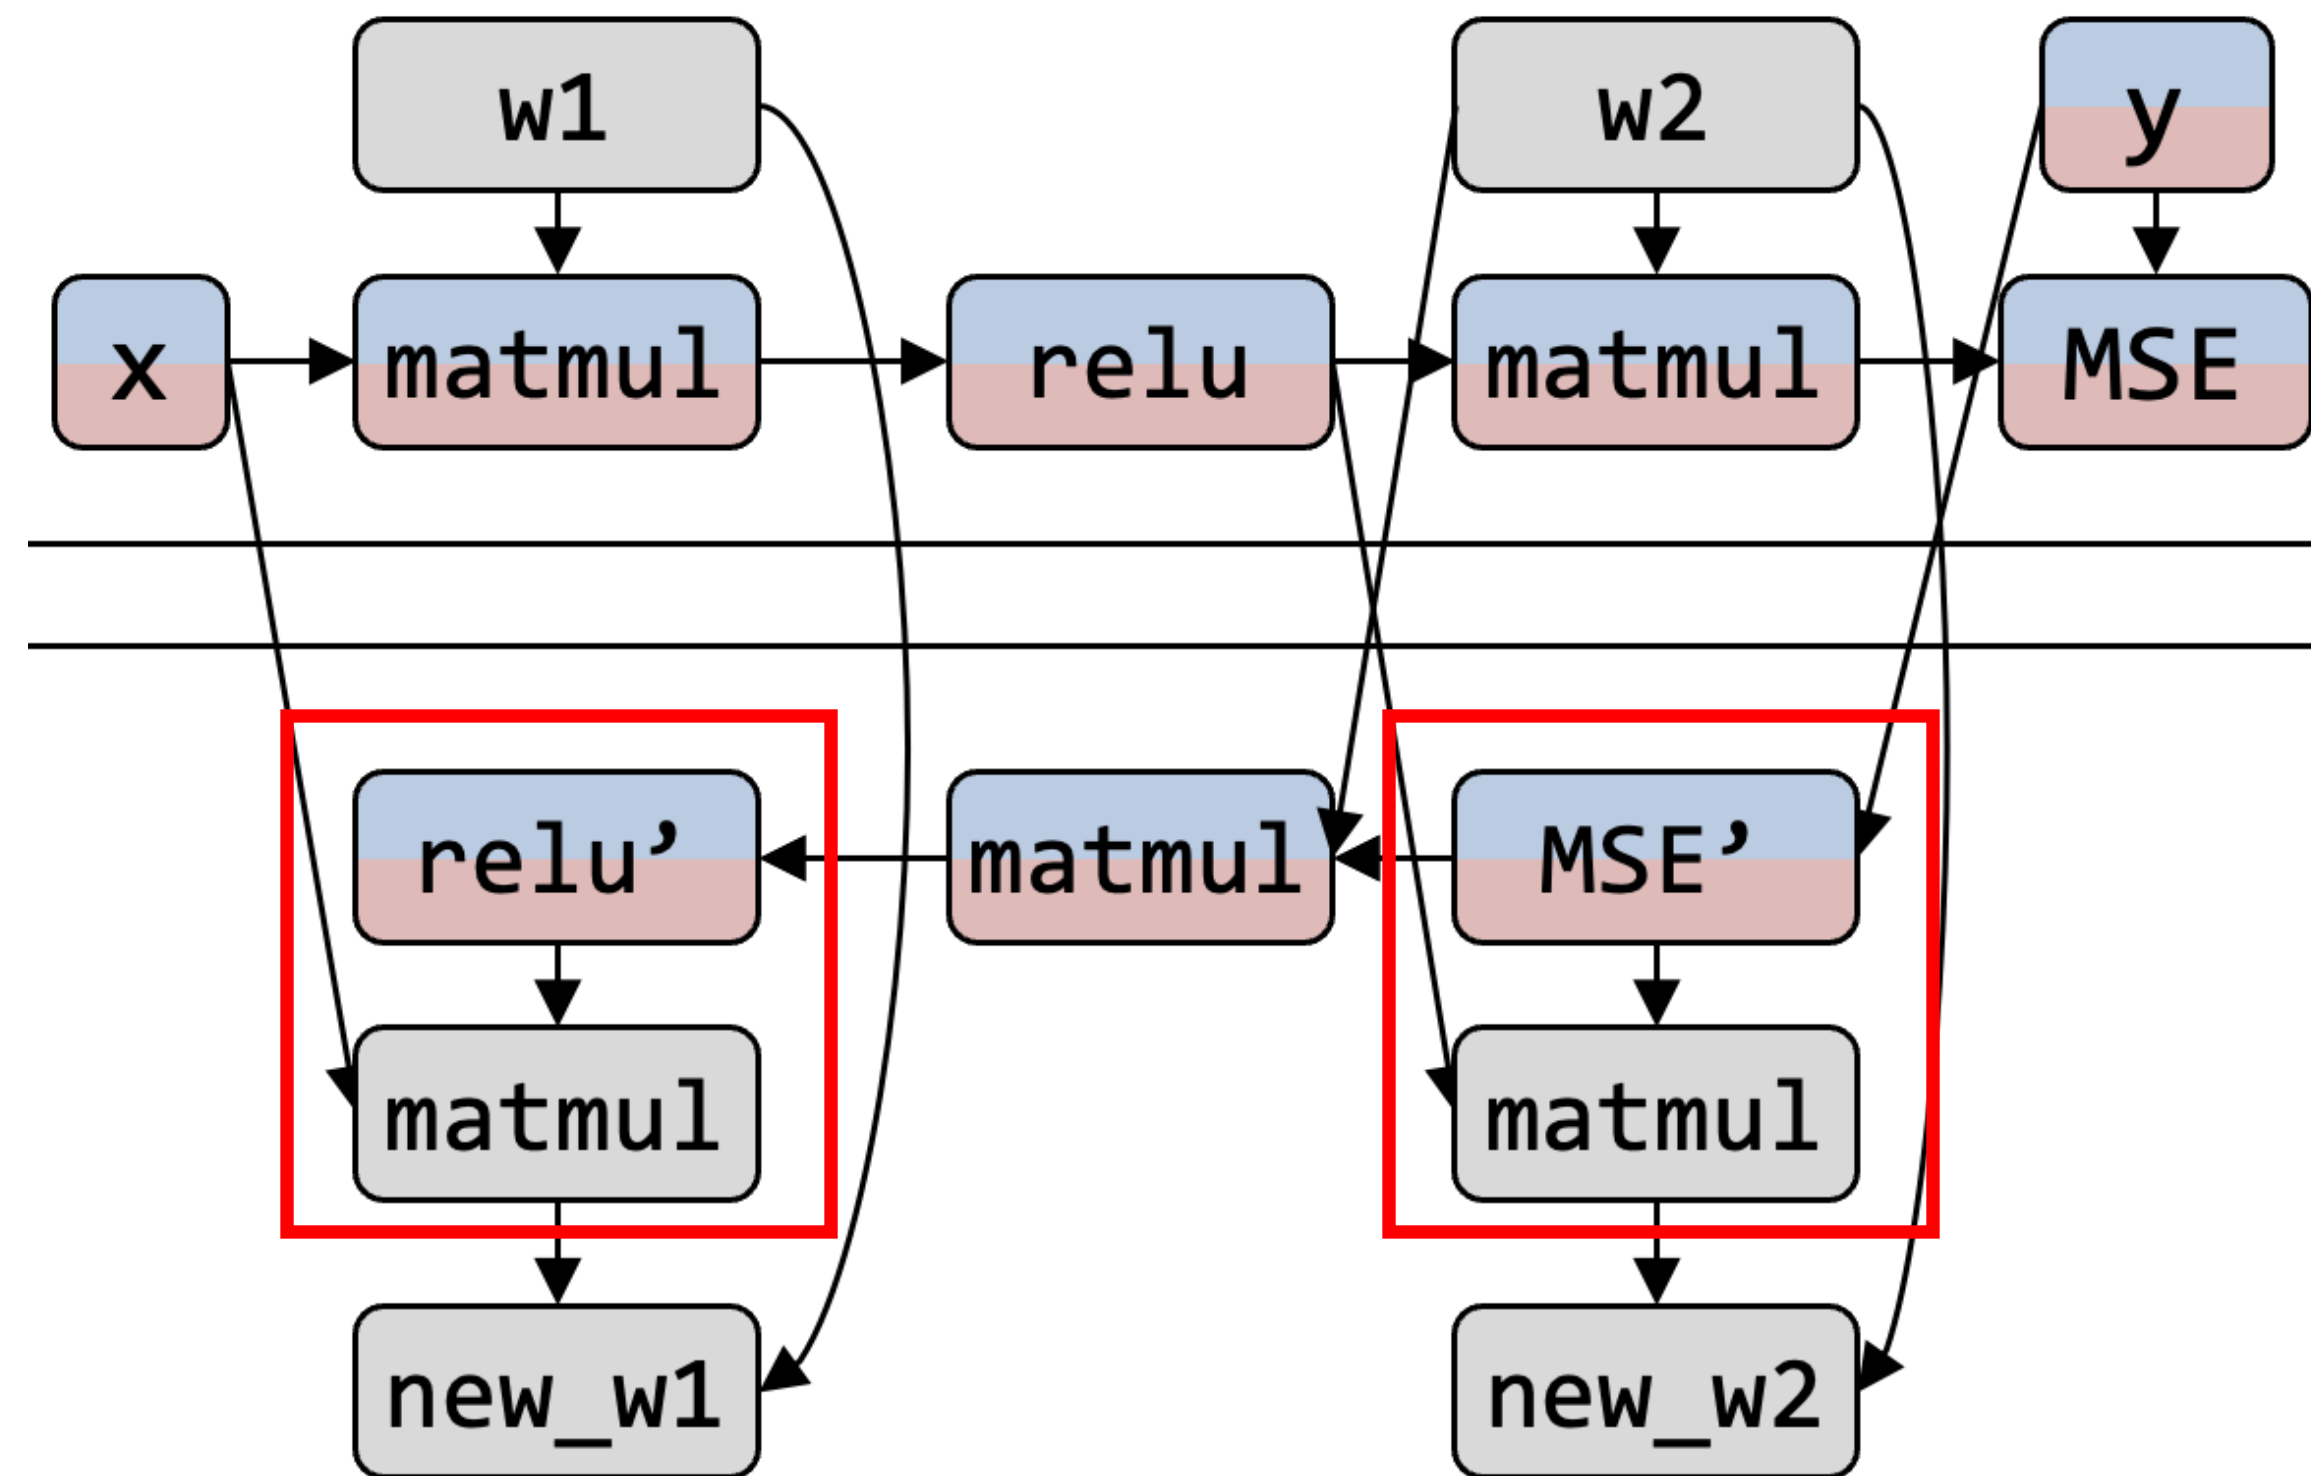 w1
w2
y
x
matmul
relu
matmul
MSE
relu’
matmul
MSE’
matmul
matmul
new_w1
new_w2